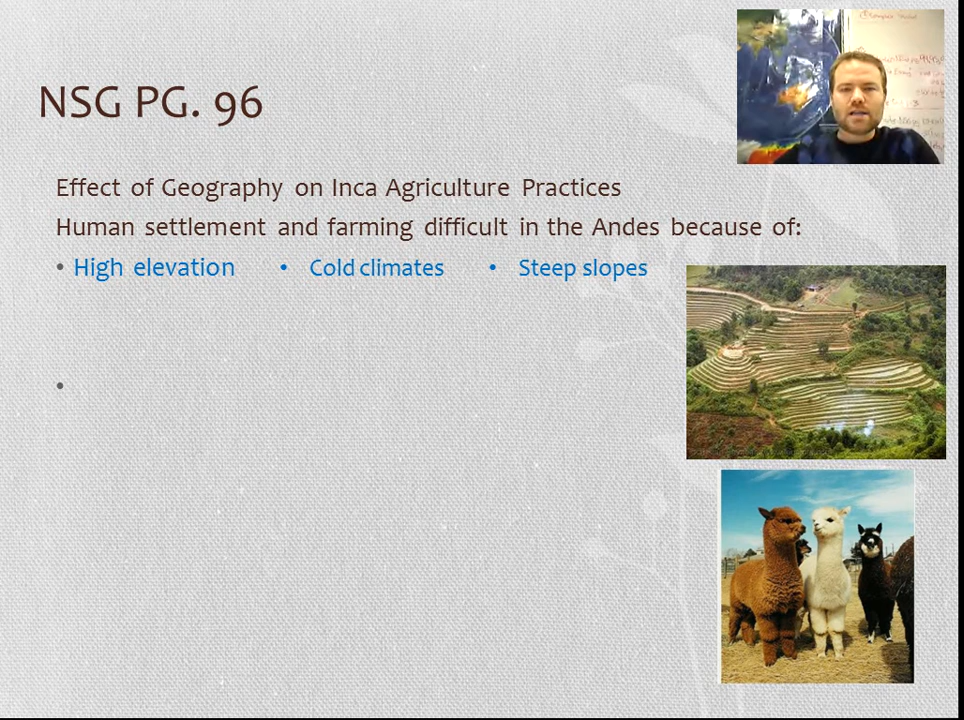 NSG PG. 96
Effect of Geography on Inca Agriculture Practices
Human settlement and farming difficult in the Andes because of:
• High elevation • Cold climates • Steep slopes
•